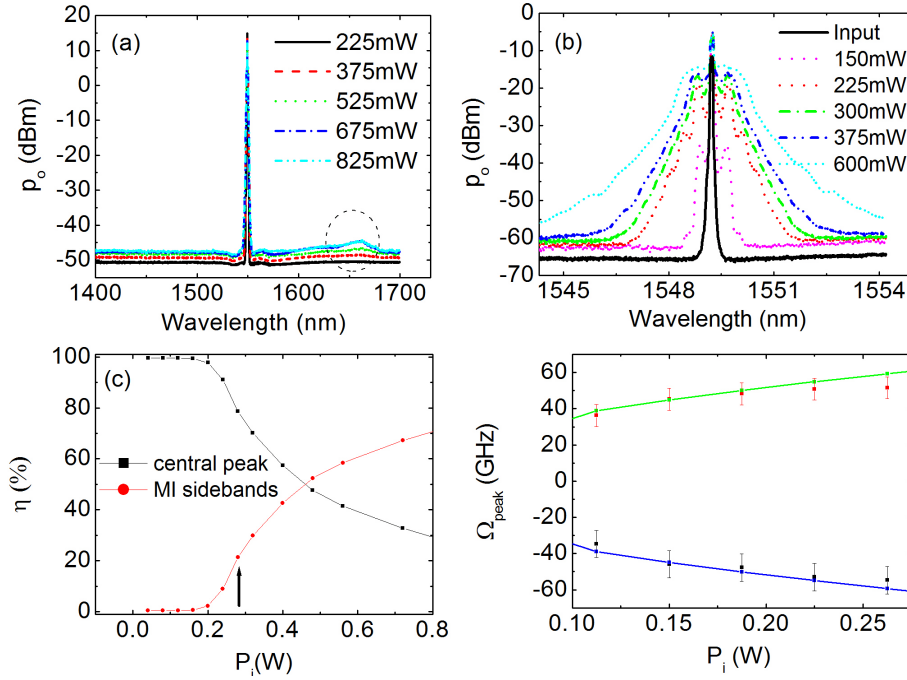 (a)
225mW
375mW
525mW
675mW
825mW
20
10
0
-10
-20
-30
-40
-50
p_o (dBm)
1400 1500 1600 1700
Wavelength (nm)
(b)
Input
150mW
225mW
300mW
375mW
600mW
0
-10
-20
-30
-40
-50
-60
-70
p_o (dBm)
1545 1548 1551 1554
Wavelength (nm)
(c)
central peak
MI sidebands
100
80
60
40
20
0
η (%)
0.0 0.2 0.4 0.6 0.8
P_i(W)
60
40
20
0
-20
-40
-60
Ω_peak (GHz)
0.10 0.15 0.20 0.25
P_i (W)